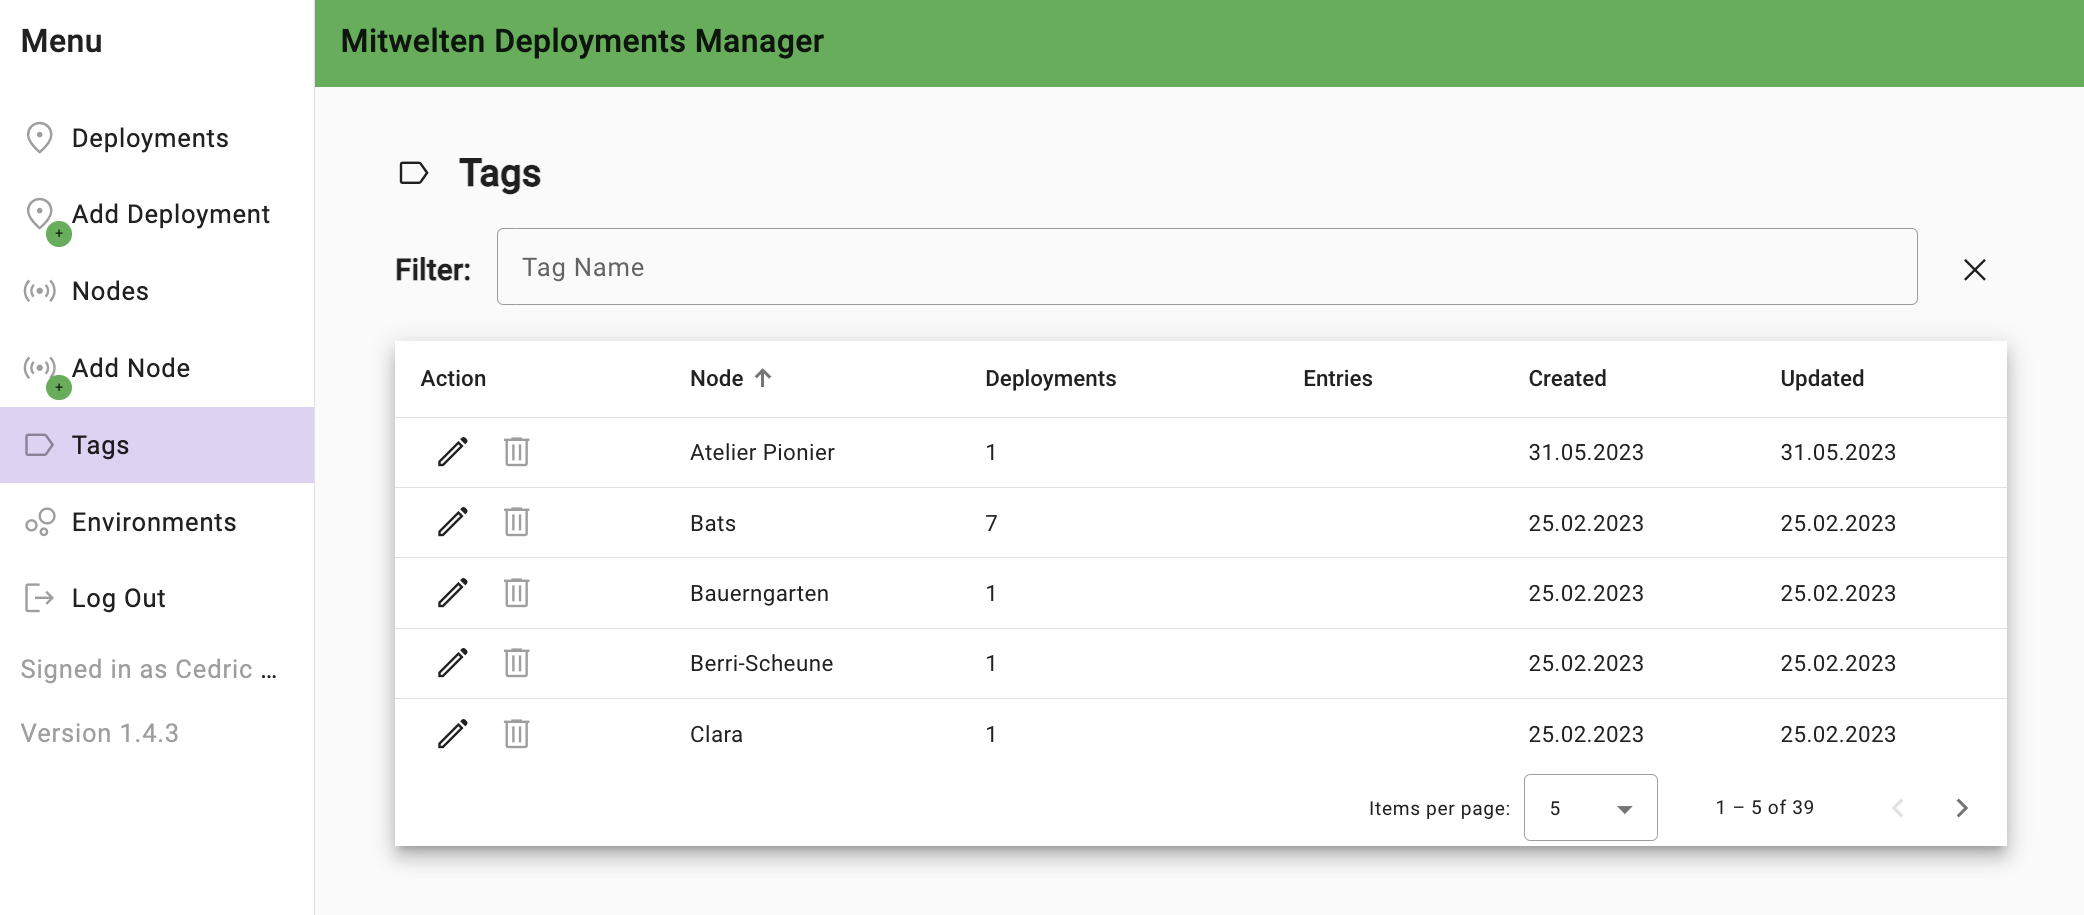 Menu
Mitwelten Deployments Manager
Deployments
Add Deployment
Nodes
Add Node
Tags
Environments
Log Out
Signed in as Cedric ...
Version 1.4.3
Tags
Filter: Tag Name
Action Node Deployments Entries Created Updated
Atelier Pionier 1 31.05.2023 31.05.2023
Bats 7 25.02.2023 25.02.2023
Bauerngarten 1 25.02.2023 25.02.2023
Berri-Scheune 1 25.02.2023 25.02.2023
Clara 1 25.02.2023 25.02.2023
Items per page: 5 1 – 5 of 39